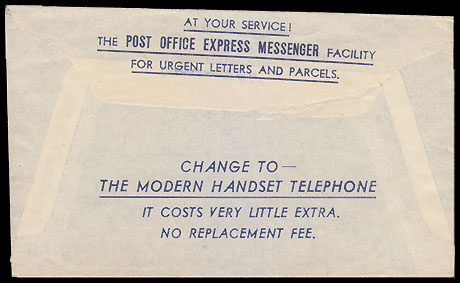 AT YOUR SERVICE!
THE POST OFFICE EXPRESS MESSENGER FACILITY
FOR URGENT LETTERS AND PARCELS.
CHANGE TO—
THE MODERN HANDSET TELEPHONE
IT COSTS VERY LITTLE EXTRA.
NO REPLACEMENT FEE.